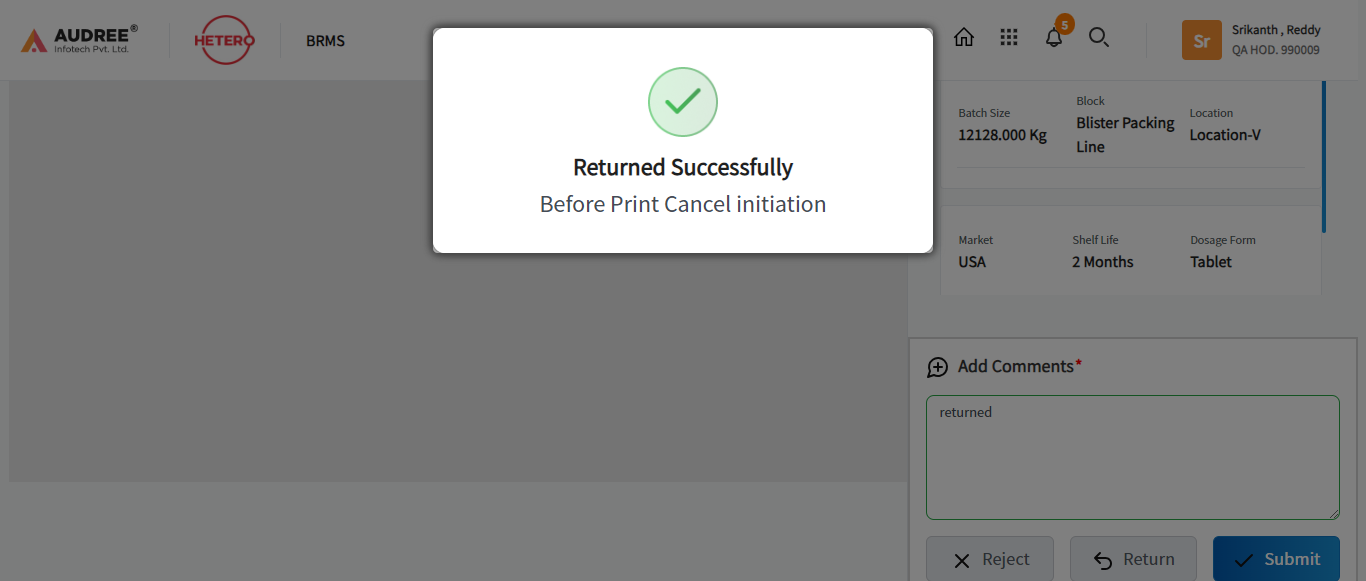 AUDREE®
Infotech Pvt. Ltd.
HETERO
BRMS
5
Sr
Srikanth , Reddy
QA HOD. 990009
Returned Successfully
Before Print Cancel initiation
Batch Size
12128.000 Kg
Block
Blister Packing
Line
Location
Location-V
Market
USA
Shelf Life
2 Months
Dosage Form
Tablet
Add Comments*
returned
Reject
Return
Submit